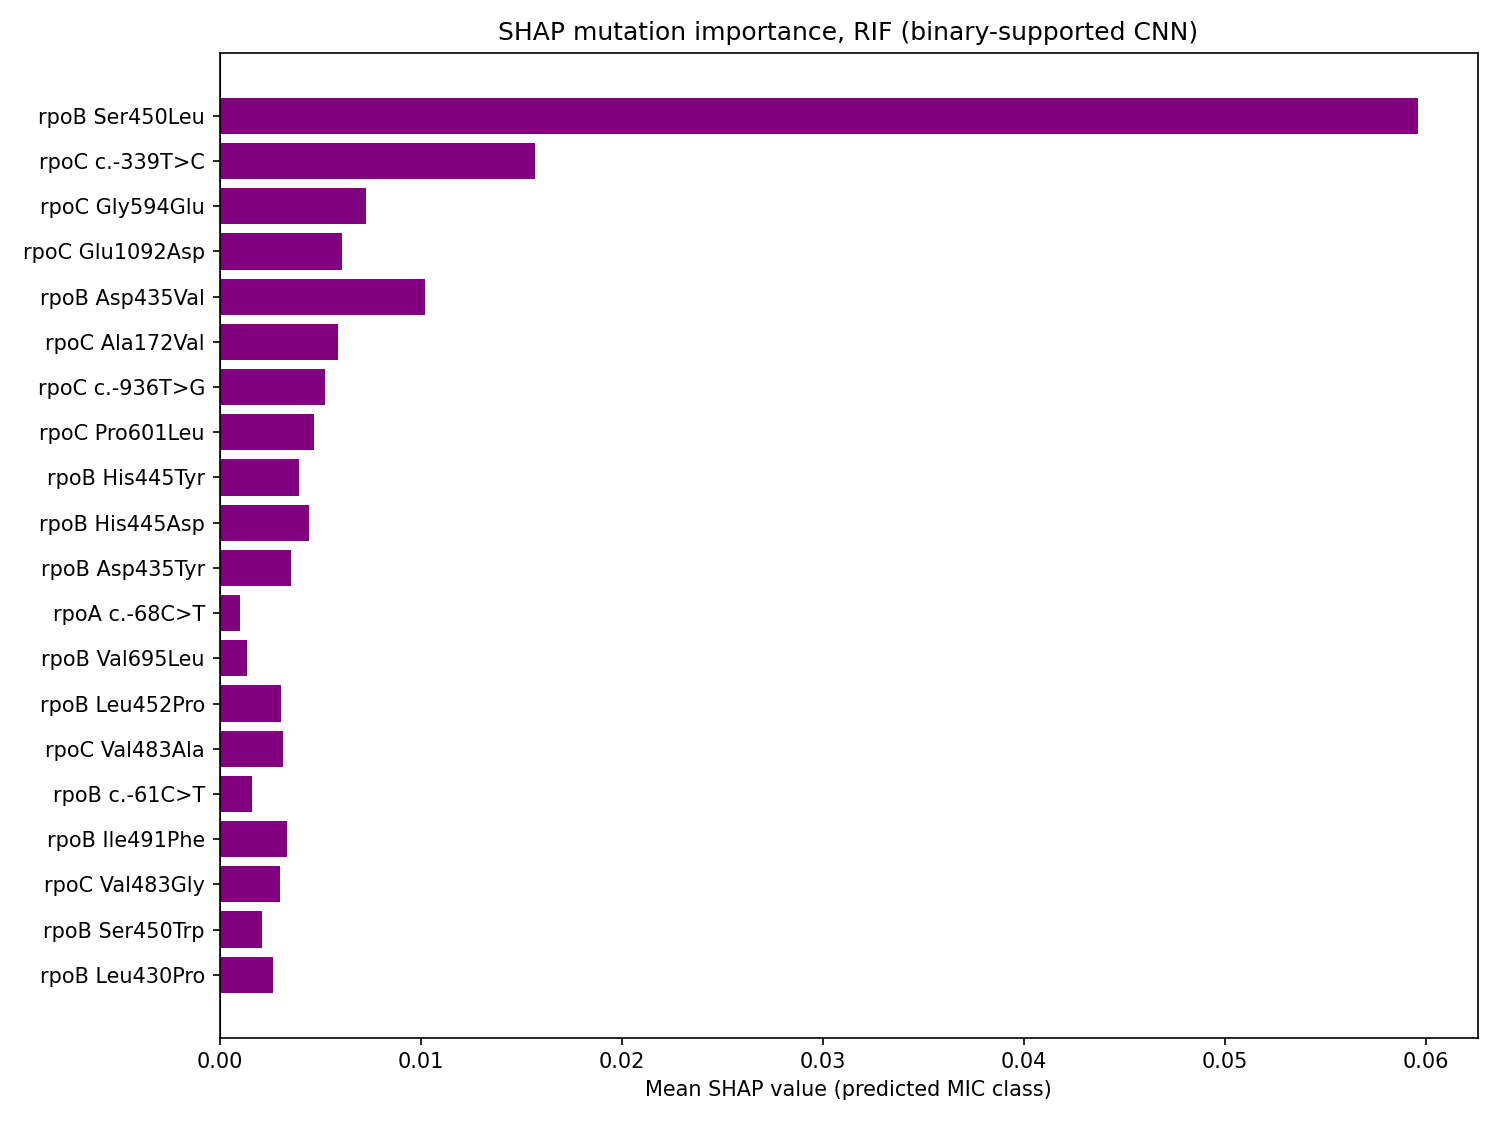 SHAP mutation importance, RIF (binary-supported CNN)
rpoB Ser450Leu
rpoC c.-339T>C
rpoC Gly594Glu
rpoC Glu1092Asp
rpoB Asp435Val
rpoC Ala172Val
rpoC c.-936T>G
rpoC Pro601Leu
rpoB His445Tyr
rpoB His445Asp
rpoB Asp435Tyr
rpoA c.-68C>T
rpoB Val695Leu
rpoB Leu452Pro
rpoC Val483Ala
rpoB c.-61C>T
rpoB Ile491Phe
rpoC Val483Gly
rpoB Ser450Trp
rpoB Leu430Pro
0.00 0.01 0.02 0.03 0.04 0.05 0.06
Mean SHAP value (predicted MIC class)